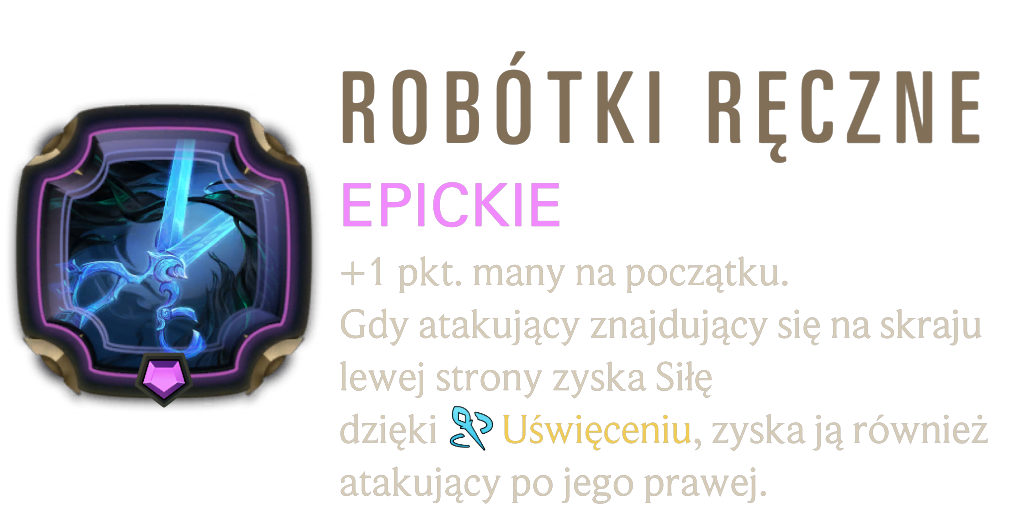 ROBÓTKI RĘCZNE
EPICKIE
+1 pkt. many na początku.
Gdy atakujący znajdujący się na skraju
lewej strony zyska Siłę
dzięki Uświęceniu, zyska ją również
atakujący po jego prawej.